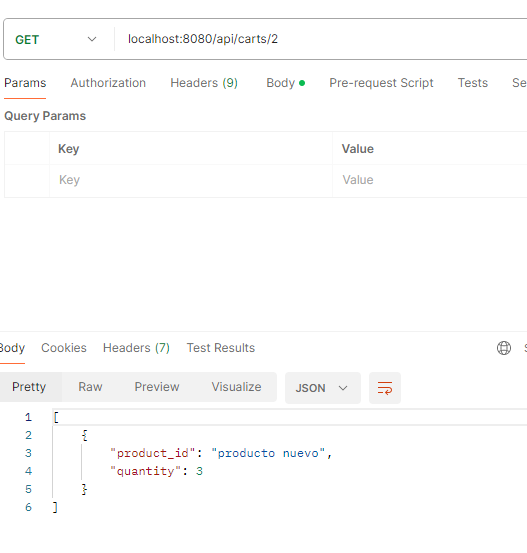 GET localhost:8080/api/carts/2
Params Authorization Headers (9) Body Pre-request Script Tests Se
Query Params
Key Value
Key Value
Body Cookies Headers (7) Test Results
Pretty Raw Preview Visualize JSON
1 [
2 {
3 "product_id": "producto nuevo",
4 "quantity": 3
5 }
6 ]